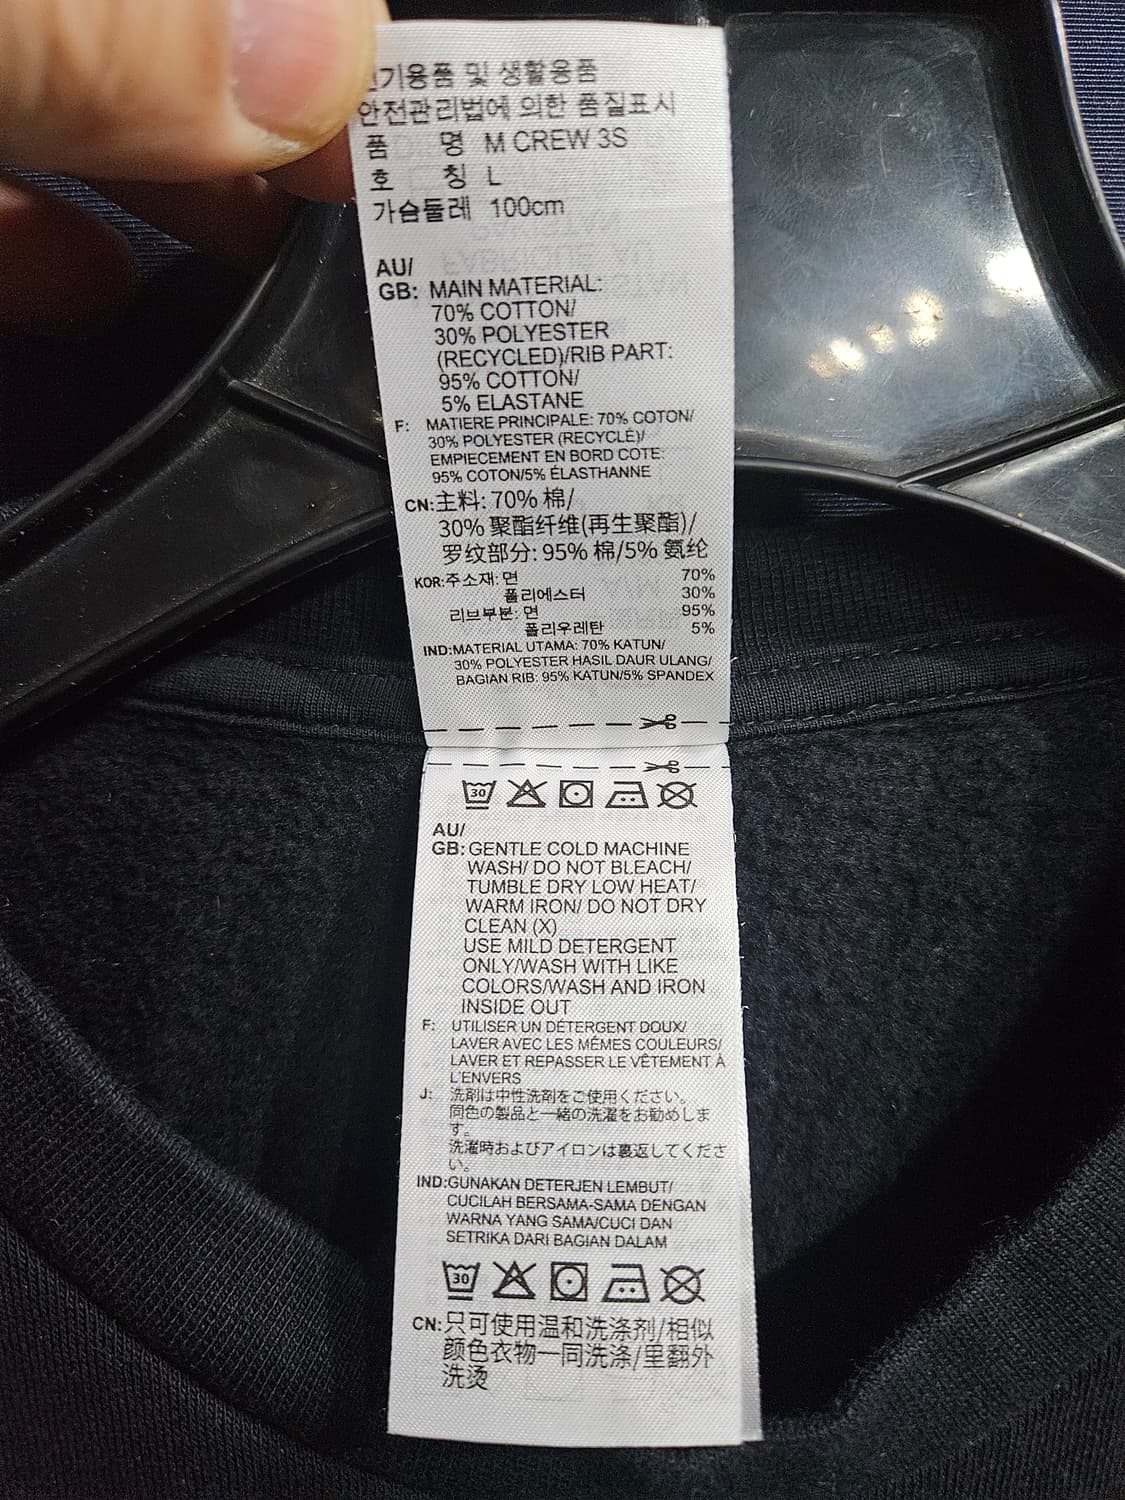 전기용품 및 생활용품
안전관리법에 의한 품질표시
품 명 M CREW 3S
호 칭 L
가슴둘레 100cm
AU/
GB: MAIN MATERIAL:
70% COTTON/
30% POLYESTER
(RECYCLED)/RIB PART:
95% COTTON/
5% ELASTANE
F: MATIERE PRINCIPALE: 70% COTON/
30% POLYESTER (RECYCLÉ)/
EMPIECEMENT EN BORD COTE:
95% COTON/5% ÉLASTHANNE
CN:主料: 70% 棉/
30% 聚酯纤维(再生聚酯)/
罗纹部分: 95% 棉/5% 氨纶
KOR:주소재: 면 70%
폴리에스터 30%
리브부분: 면 95%
폴리우레탄 5%
IND:MATERIAL UTAMA: 70% KATUN/
30% POLYESTER HASIL DAUR ULANG/
BAGIAN RIB: 95% KATUN/5% SPANDEX
30
AU/
GB: GENTLE COLD MACHINE
WASH/ DO NOT BLEACH/
TUMBLE DRY LOW HEAT/
WARM IRON/ DO NOT DRY
CLEAN (X)
USE MILD DETERGENT
ONLY/WASH WITH LIKE
COLORS/WASH AND IRON
INSIDE OUT
F: UTILISER UN DÉTERGENT DOUX/
LAVER AVEC LES MÊMES COULEURS/
LAVER ET REPASSER LE VÊTEMENT À
L'ENVERS
J: 洗剤は中性洗剤をご使用ください。
同色の製品と一緒の洗濯をお勧めしま
す。
洗濯時およびアイロンは裏返してくださ
い。
IND:GUNAKAN DETERJEN LEMBUT/
CUCILAH BERSAMA-SAMA DENGAN
WARNA YANG SAMA/CUCI DAN
SETRIKA DARI BAGIAN DALAM
30
CN:只可使用温和洗涤剂/相似
颜色衣物一同洗涤/里翻外
洗烫